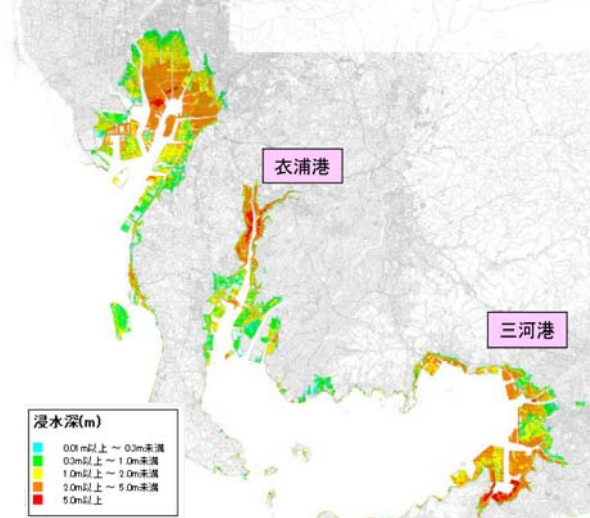 衣浦港
三河港
浸水深(m)
0.01m以上 ～ 0.3m未満
0.3m以上 ～ 1.0m未満
1.0m以上 ～ 2.0m未満
2.0m以上 ～ 5.0m未満
5.0m以上